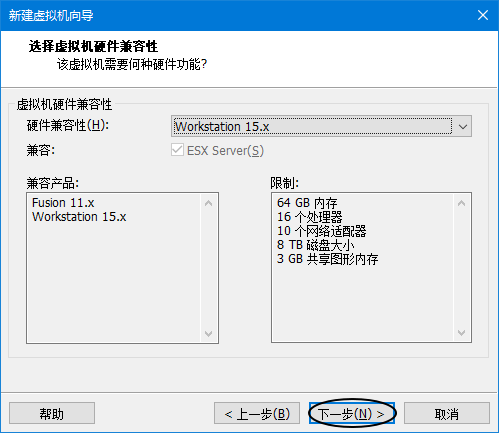 新建虚拟机向导
选择虚拟机硬件兼容性
该虚拟机需要何种硬件功能?
虚拟机硬件兼容性
硬件兼容性(H):
Workstation 15.x
兼容:
ESX Server(S)
兼容产品:
Fusion 11.x
Workstation 15.x
限制:
64 GB 内存
16 个处理器
10 个网络适配器
8 TB 磁盘大小
3 GB 共享图形内存
帮助
< 上一步(B)
下一步(N) >
取消